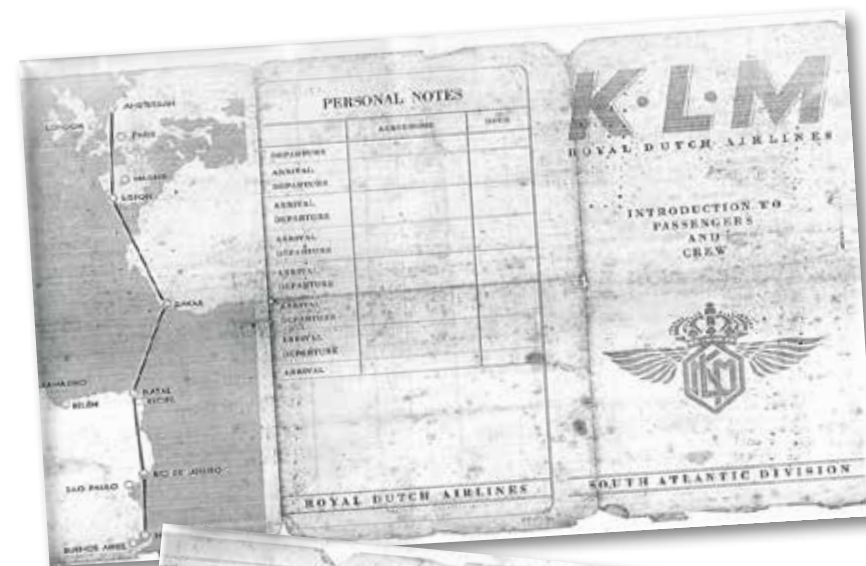 AMSTERDAM
LONDON
PARIS
MADRID
LISBON
DAKAR
NATAL
RECIFE
BELÉM
RIO DE JANEIRO
SÃO PAULO
BUENOS AIRES
PERSONAL NOTES
AERODROME
DEPARTURE
ARRIVAL
DEPARTURE
ARRIVAL
DEPARTURE
ARRIVAL
DEPARTURE
ARRIVAL
DEPARTURE
ARRIVAL
DEPARTURE
ARRIVAL
DEPARTURE
ARRIVAL
ROYAL DUTCH AIRLINES
K·L·M
ROYAL DUTCH AIRLINES
INTRODUCTION TO
PASSENGERS
AND
CREW
KLM
SOUTH ATLANTIC DIVISION